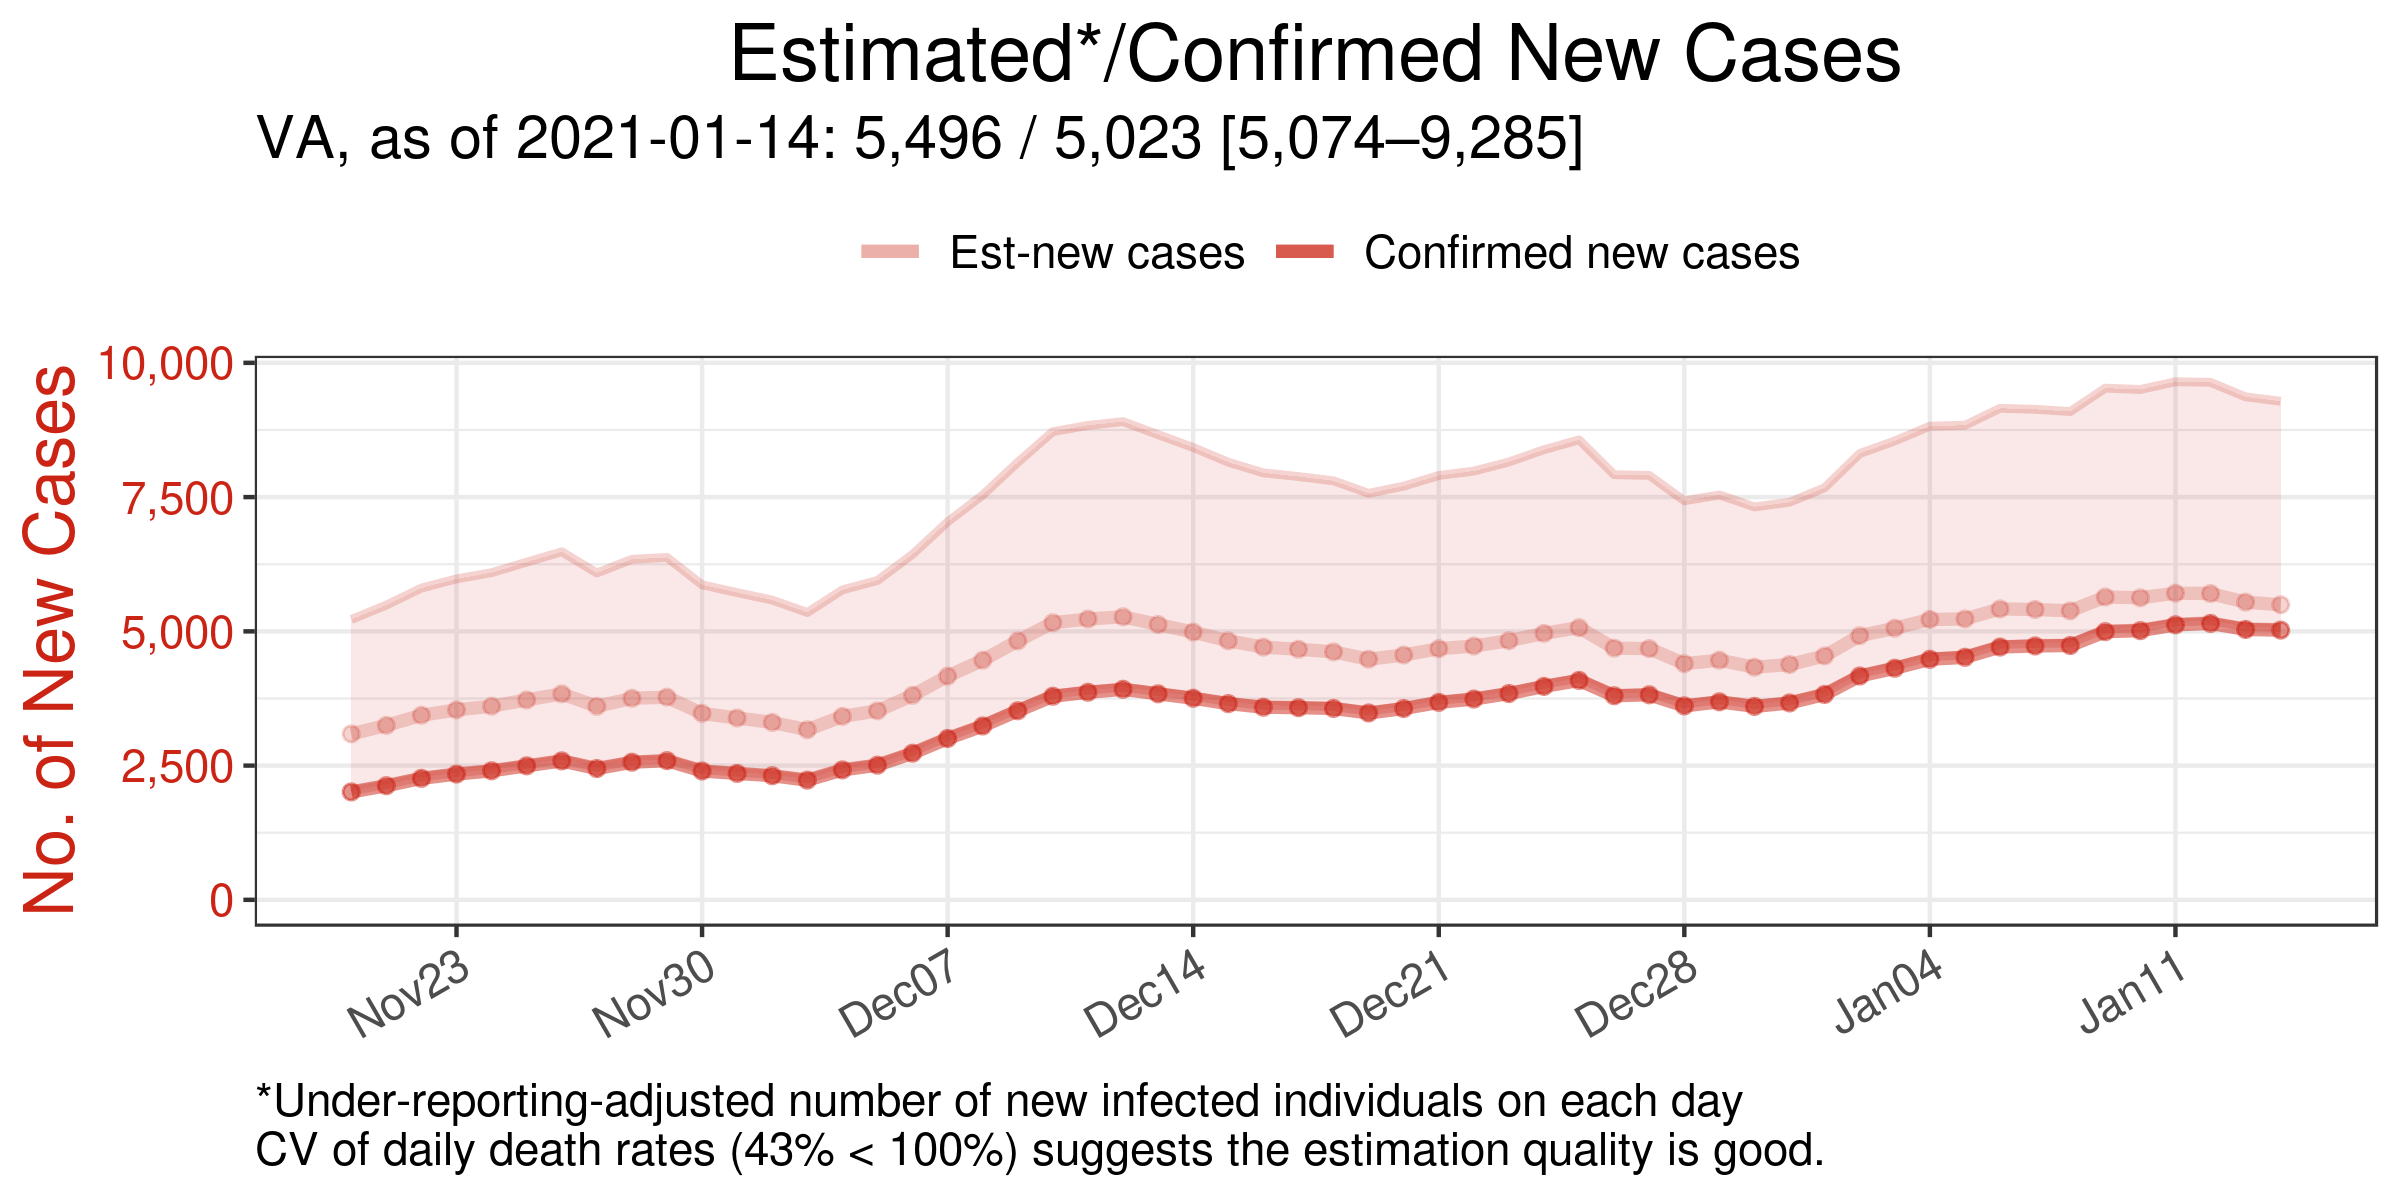 Estimated*/Confirmed New Cases
VA, as of 2021-01-14: 5,496 / 5,023 [5,074–9,285]
Est-new cases
Confirmed new cases
No. of New Cases
10,000
7,500
5,000
2,500
0
Nov23
Nov30
Dec07
Dec14
Dec21
Dec28
Jan04
Jan11
*Under-reporting-adjusted number of new infected individuals on each day
CV of daily death rates (43% < 100%) suggests the estimation quality is good.